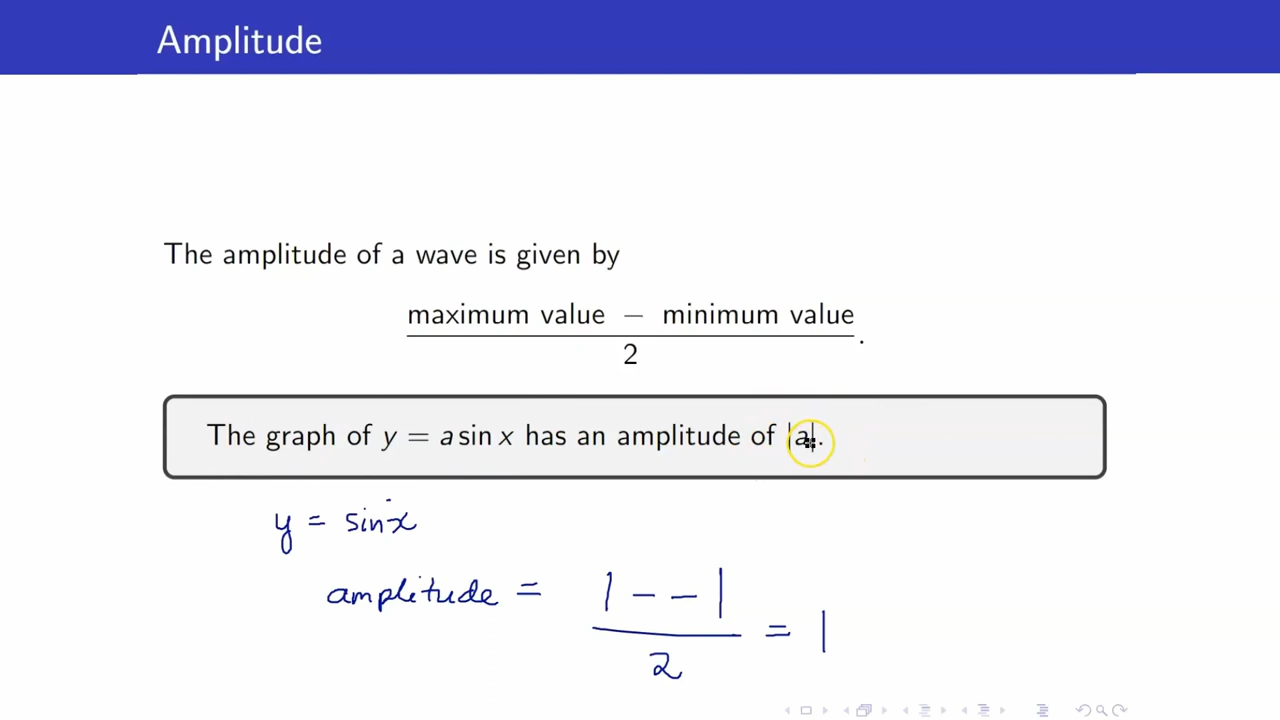 Amplitude
The amplitude of a wave is given by
maximum value − minimum value
2
.
The graph of y = a sin x has an amplitude of |a|.
y = sin x
amplitude = 1 - - 1
2
= 1